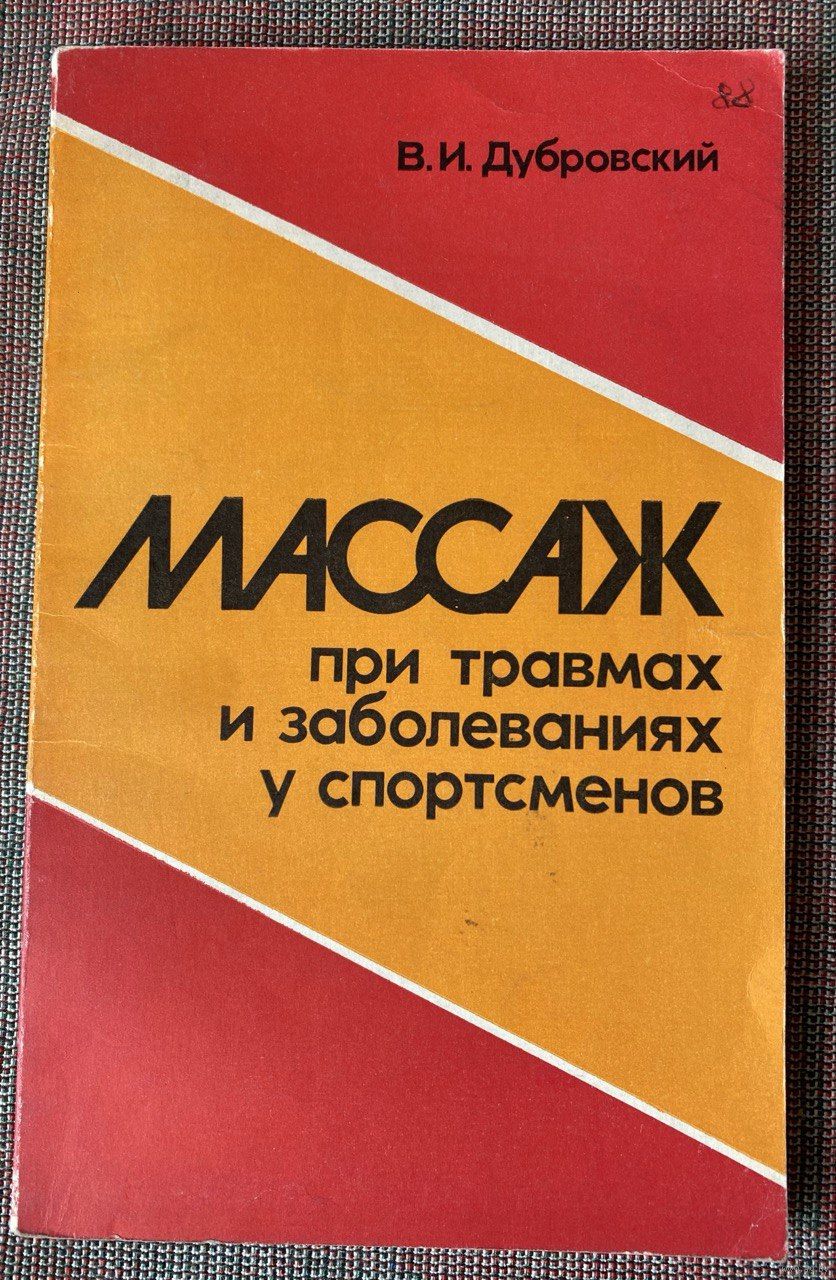 88
В.И. Дубровский
МАССАЖ
при травмах
и заболеваниях
у спортсменов